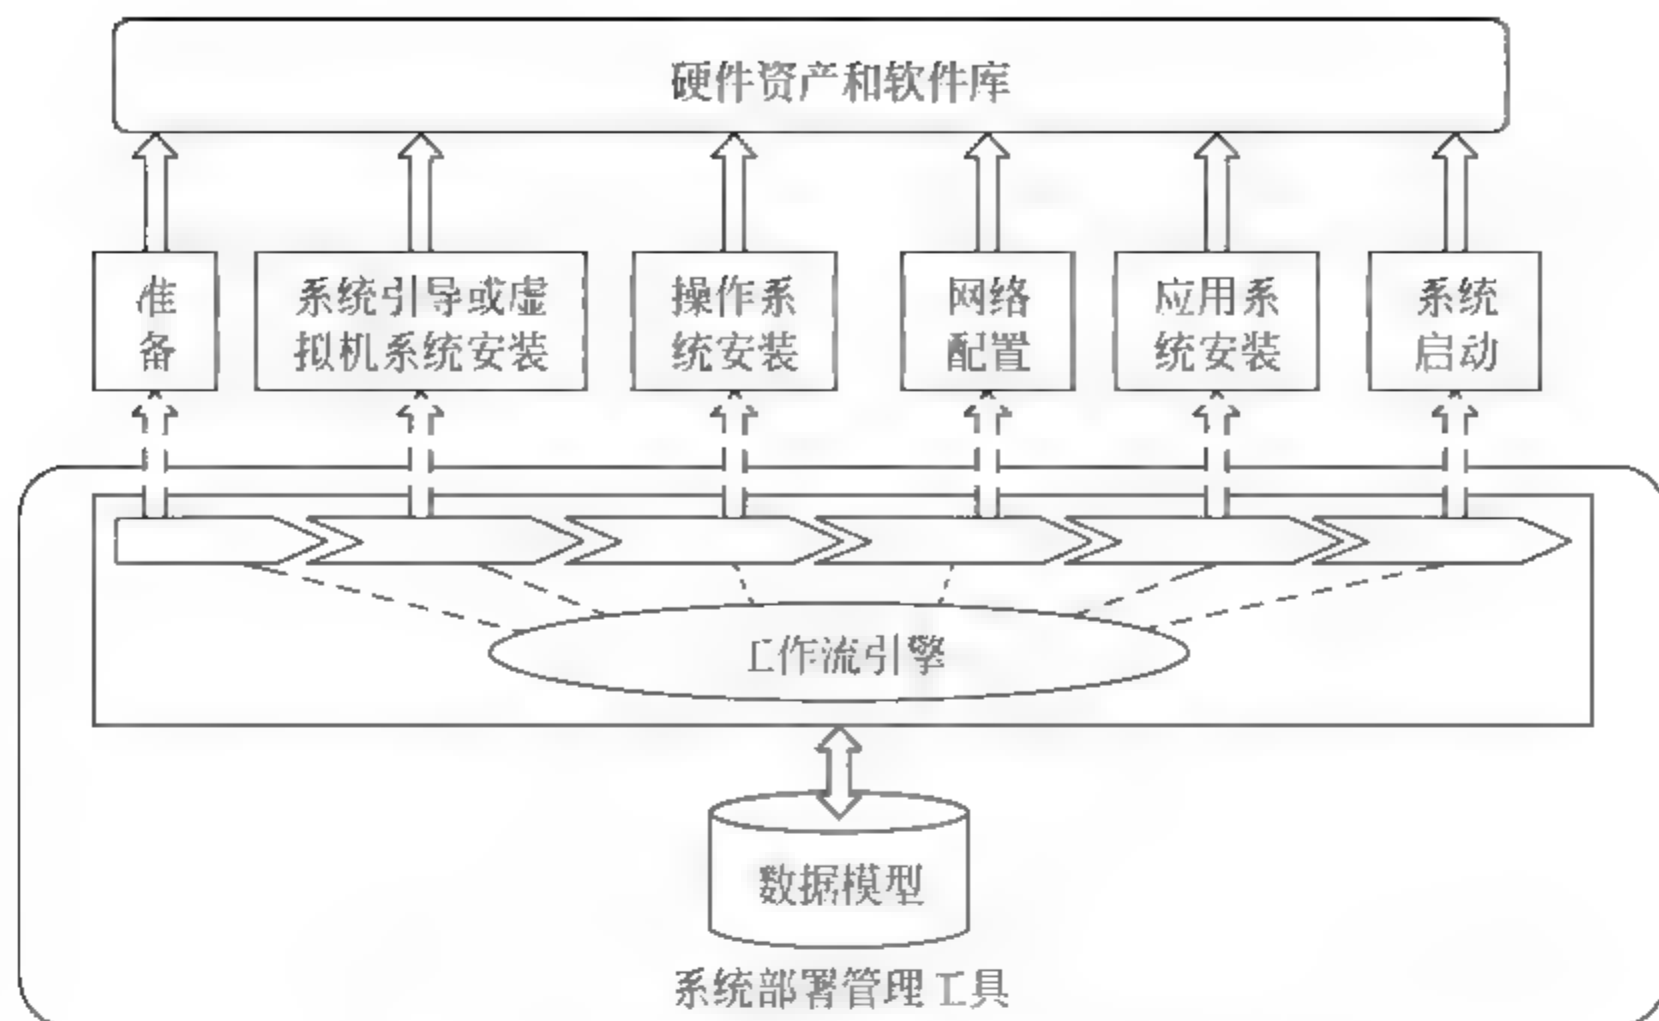 硬件资产和软件库
准
备
系统引导或虚
拟机系统安装
操作系
统安装
网络
配置
应用系
统安装
系统
启动
工作流引擎
数据模型
系统部署管理工具